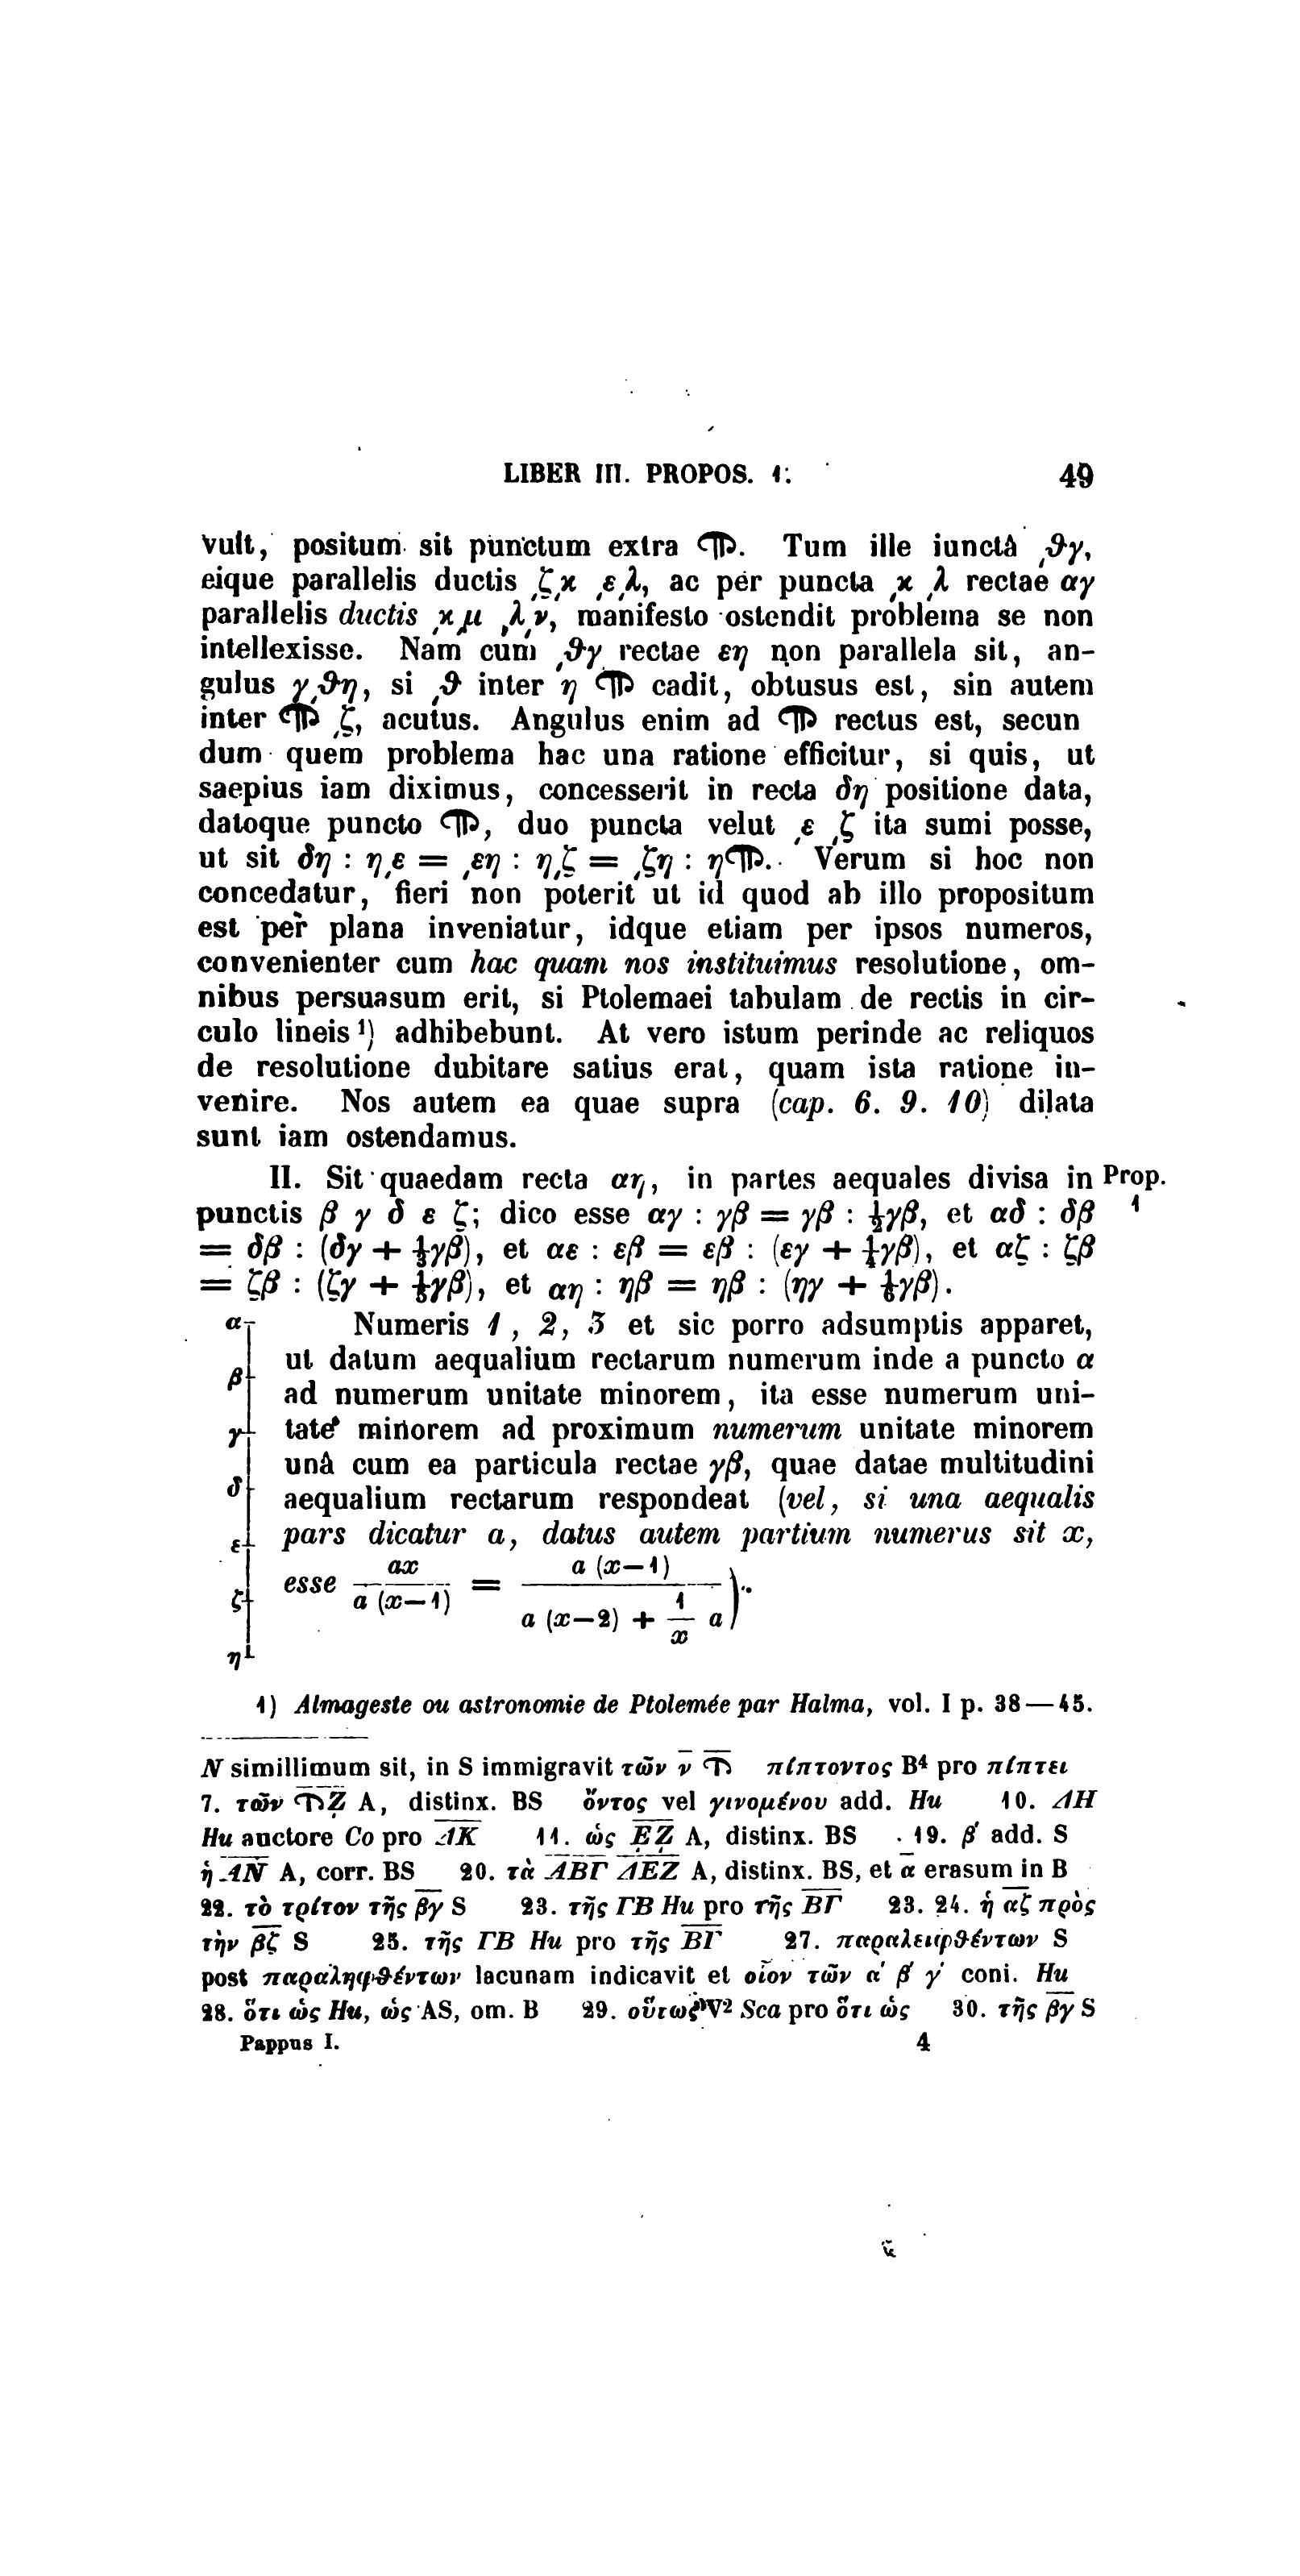 LIBER III. PROPOS. 1. 49
vult, positum sit punctum extra ͳ. Tum ille iunctâ ͵ϑγ,
eique parallelis ductis ͵ζ͵κ ͵ε͵λ, ac per puncta ͵κ ͵λ rectae αγ
parallelis ductis ͵κ͵μ ͵λ͵ν, manifesto ostendit problema se non
intellexisse. Nam cum ͵ϑγ rectae εη non parallela sit, an-
gulus γ͵ϑη, si ͵ϑ inter η ͳ cadit, obtusus est, sin autem
inter ͳ ͵ζ, acutus. Angulus enim ad ͳ rectus est, secun
dum quem problema hac una ratione efficitur, si quis, ut
saepius iam diximus, concesserit in recta δη positione data,
datoque puncto ͳ, duo puncta velut ͵ε ͵ζ ita sumi posse,
ut sit δη : η͵ε = ͵εη : η͵ζ = ͵ζη : ηͳ. Verum si hoc non
concedatur, fieri non poterit ut id quod ab illo propositum
est per plana inveniatur, idque etiam per ipsos numeros,
convenienter cum hac quam nos instituimus resolutione, om-
nibus persuasum erit, si Ptolemaei tabulam de rectis in cir-
culo lineis ¹) adhibebunt. At vero istum perinde ac reliquos
de resolutione dubitare satius erat, quam ista ratione in-
venire. Nos autem ea quae supra (cap. 6. 9. 10) dilata
sunt iam ostendamus.
II. Sit quaedam recta αη, in partes aequales divisa in Prop. 1
punctis β γ δ ε ζ; dico esse αγ : γβ = γβ : ½γβ, et αδ : δβ
= δβ : (δγ + ⅓γβ), et αε : εβ = εβ : (εγ + ¼γβ), et αζ : ζβ
= ζβ : (ζγ + ⅕γβ), et αη : ηβ = ηβ : (ηγ + ⅙γβ).
α
β
γ
δ
ε
ζ
η
Numeris 1, 2, 3 et sic porro adsumptis apparet,
ut datum aequalium rectarum numerum inde a puncto α
ad numerum unitate minorem, ita esse numerum uni-
tate minorem ad proximum numerum unitate minorem
unâ cum ea particula rectae γβ, quae datae multitudini
aequalium rectarum respondeat (vel, si una aequalis
pars dicatur a, datus autem partium numerus sit x,
esse ax / a (x−1) = a (x−1) / a (x−2) + 1/x a).
1) Almageste ou astronomie de Ptolemée par Halma, vol. I p. 38—45.
N simillimum sit, in S immigravit τῶν ν̄ ͳ πίπτοντος B⁴ pro πίπτει
7. τῶν ͳΖ A, distinx. BS ὄντος vel γινομένου add. Hu 10. ΔΗ
Hu auctore Co pro ΛΚ 11. ὡς ΕΖ A, distinx. BS 19. β' add. S
ἡ ΛΝ A, corr. BS 20. τὰ ΑΒΓ ΔΕΖ A, distinx. BS, et ᾱ erasum in B
22. τὸ τρίτον τῆς βγ S 23. τῆς ΓΒ Hu pro τῆς ΒΓ 23. 24. ἡ αζ πρὸς
τὴν βζ S 25. τῆς ΓΒ Hu pro τῆς ΒΓ 27. παραλειφϑέντων S
post παραληφϑέντων lacunam indicavit et οἷον τῶν α' β' γ' coni. Hu
28. ὅτι ὡς Hu, ὡς AS, om. B 29. οὕτως V² Sca pro ὅτι ὡς 30. τῆς βγ S
Pappus I. 4